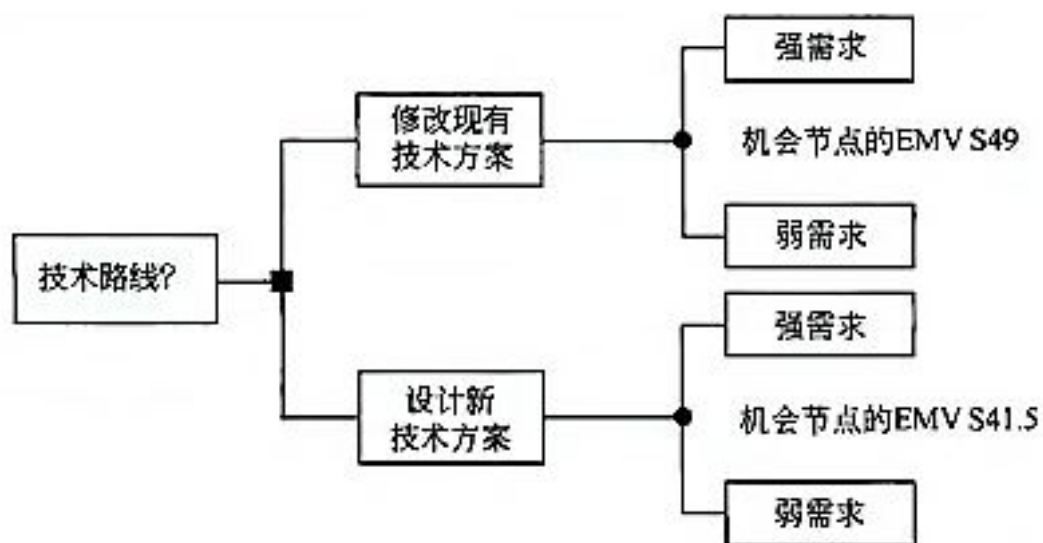 强需求
修改现有
技术方案
机会节点的EMV S49
弱需求
技术路线?
强需求
设计新
技术方案
机会节点的EMV S41.5
弱需求